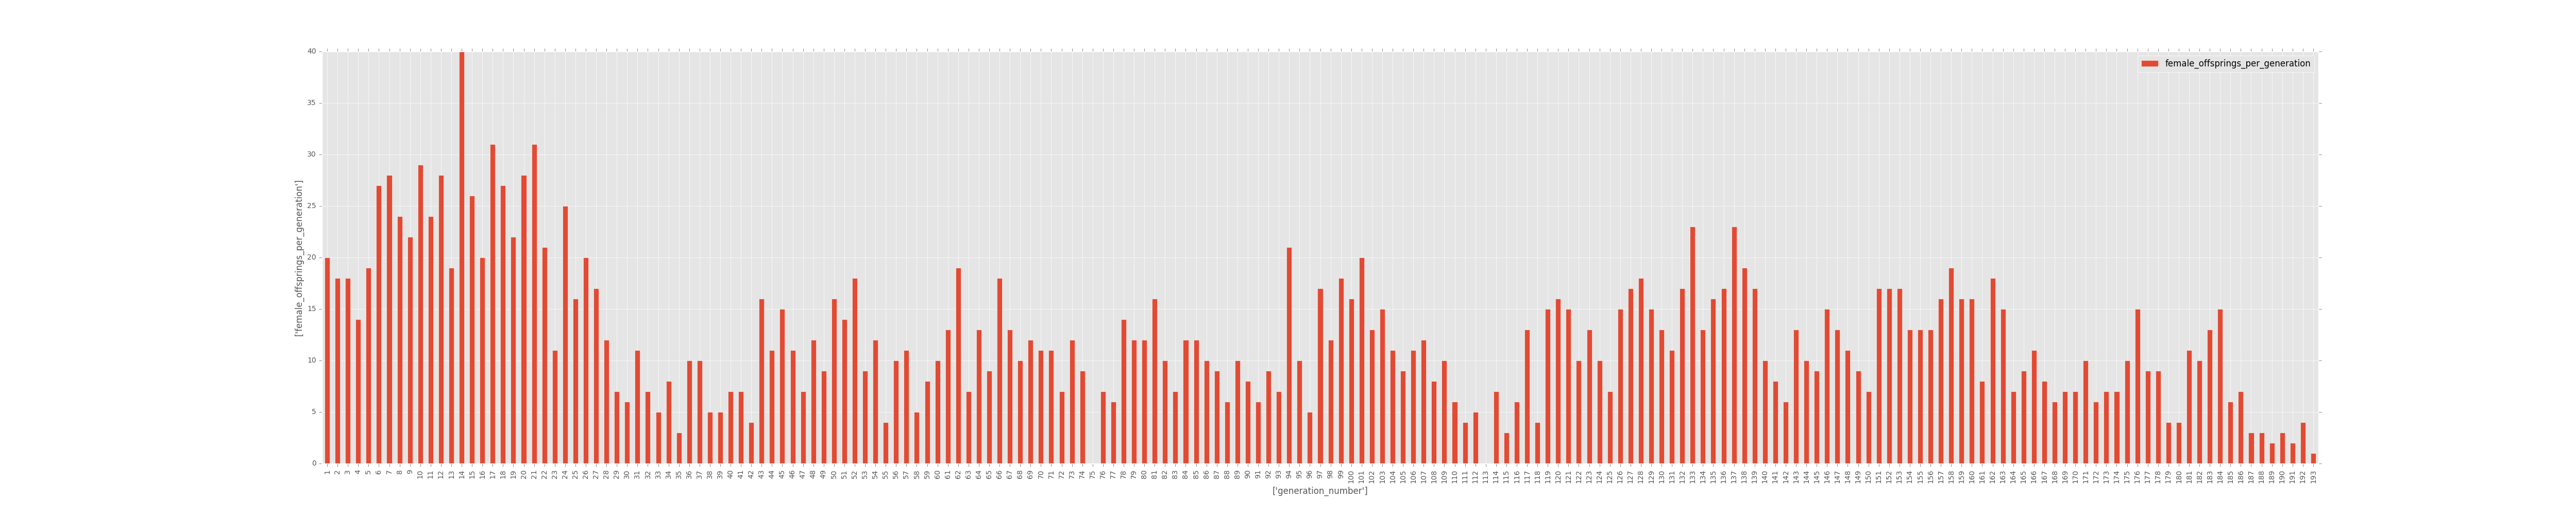 40
35
30
25
20
15
10
5
0
['female_offsprings_per_generation']
female_offsprings_per_generation
1 2 3 4 5 6 7 8 9 10 11 12 13 14 15 16 17 18 19 20 21 22 23 24 25 26 27 28 29 30 31 32 33 34 35 36 37 38 39 40 41 42 43 44 45 46 47 48 49 50 51 52 53 54 55 56 57 58 59 60 61 62 63 64 65 66 67 68 69 70 71 72 73 74 75 76 77 78 79 80 81 82 83 84 85 86 87 88 89 90 91 92 93 94 95 96 97 98 99 100 101 102 103 104 105 106 107 108 109 110 111 112 113 114 115 116 117 118 119 120 121 122 123 124 125 126 127 128 129 130 131 132 133 134 135 136 137 138 139 140 141 142 143 144 145 146 147 148 149 150 151 152 153 154 155 156 157 158 159 160 161 162 163 164 165 166 167 168 169 170 171 172 173 174 175 176 177 178 179 180 181 182 183 184 185 186 187 188 189 190 191 192 193
['generation_number']